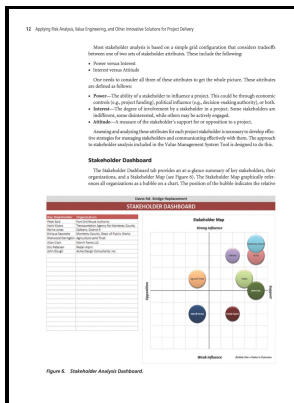 12 Applying Risk Analysis, Value Engineering, and Other Innovative Solutions for Project Delivery
Most stakeholder analysis is based on a simple grid configuration that considers tradeoffs
between one of two sets of stakeholder attributes. These include the following:
• Power versus Interest
• Interest versus Attitude
One needs to consider all three of these attributes to get the whole picture. These attributes
are defined as follows:
• Power—The ability of a stakeholder to influence a project. This could be through economic
controls (e.g., project funding), political influence (e.g., decision-making authority), or both.
• Interest—The degree of involvement by a stakeholder in a project. Some stakeholders are
indifferent, some disinterested, while others may be actively engaged.
• Attitude—A measure of the stakeholder's support for or opposition to a project.
Assessing and analyzing these attributes for each project stakeholder is necessary to develop effec-
tive strategies for managing stakeholders and communicating effectively with them. The approach
to stakeholder analysis included in the Value Management System Tool is designed to do this.
Stakeholder Dashboard
The Stakeholder Dashboard tab provides an at-a-glance summary of key stakeholders, their
organizations, and a Stakeholder Map (see Figure 6). The Stakeholder Map graphically refer-
ences all organizations as a bubble on a chart. The position of the bubble indicates the relative
Bridge Replacement
STAKEHOLDER DASHBOARD
Stakeholder Map
Strong Influence
Opposition
Support
Weak Influence
Figure 6. Stakeholder Analysis Dashboard.